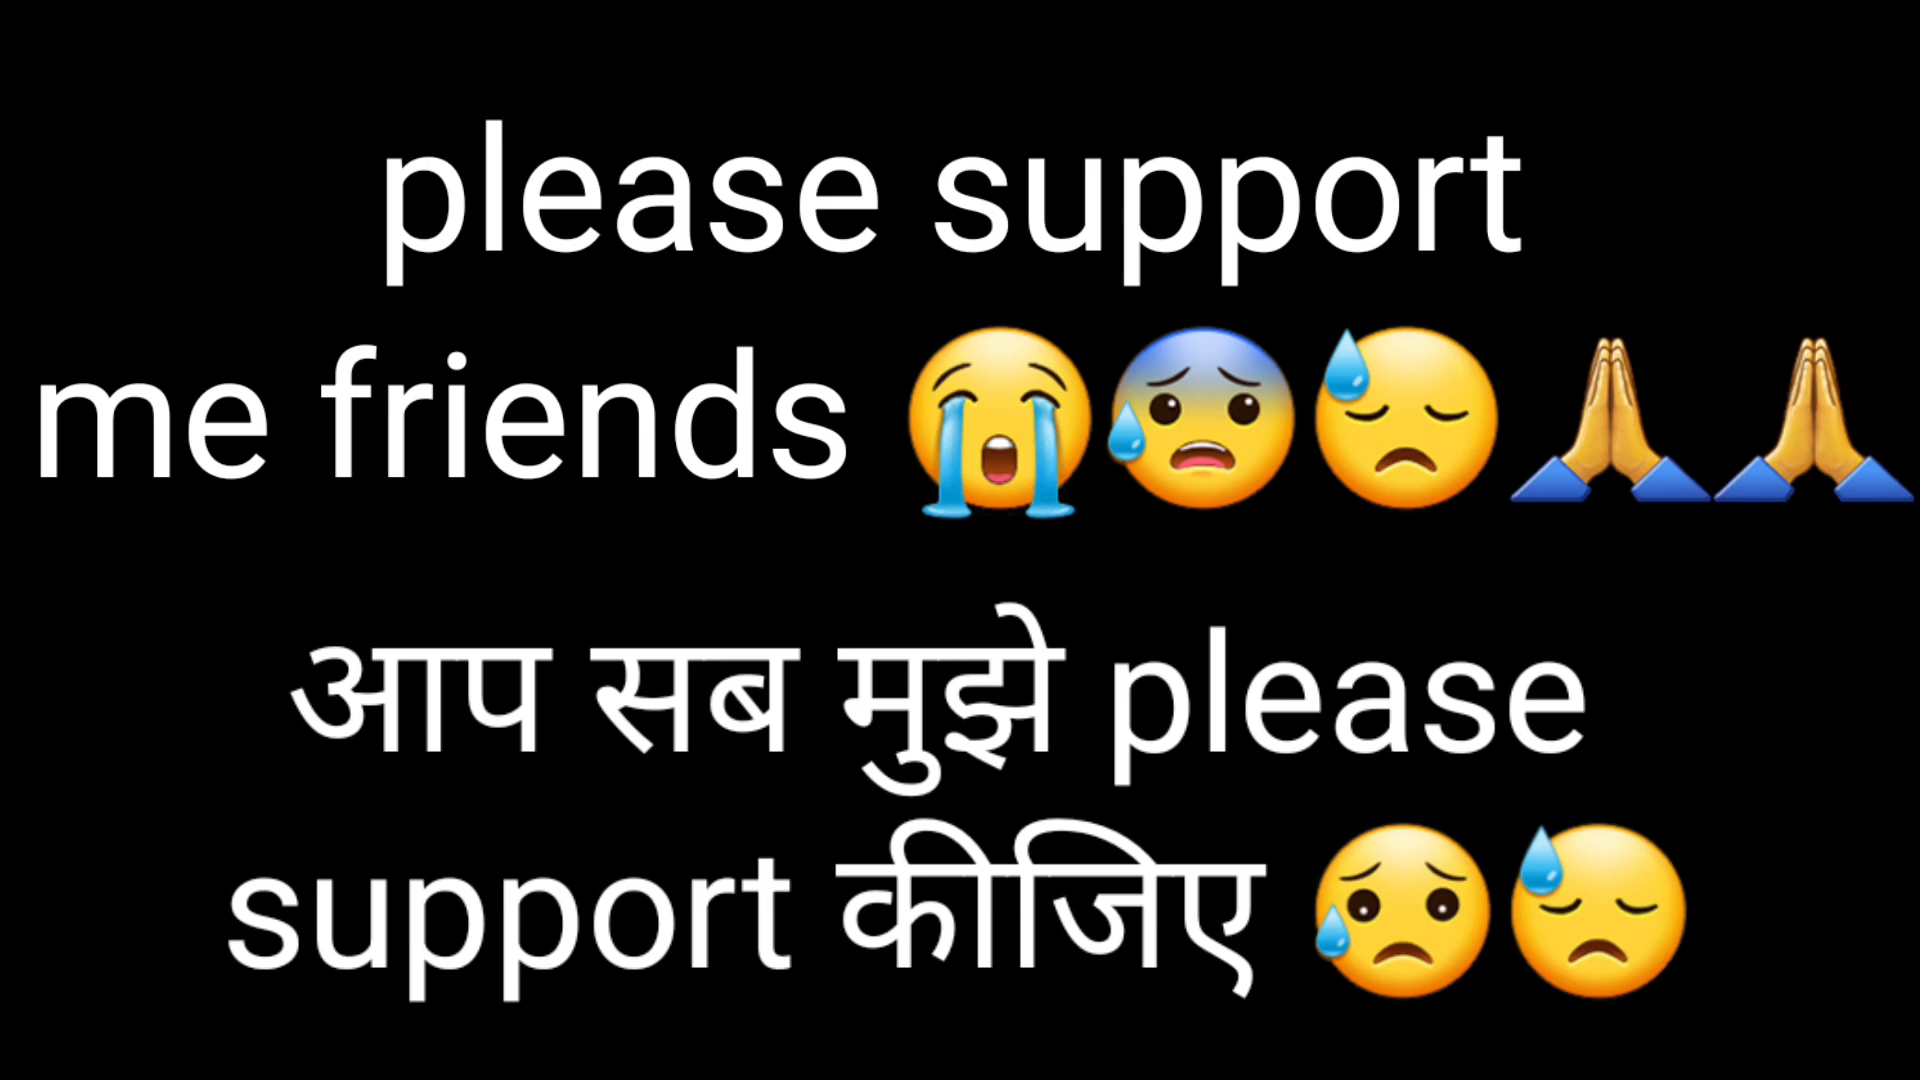 please support
me friends 😭😰😓🙏🙏
आप सब मुझे please
support कीजिए 😥😓